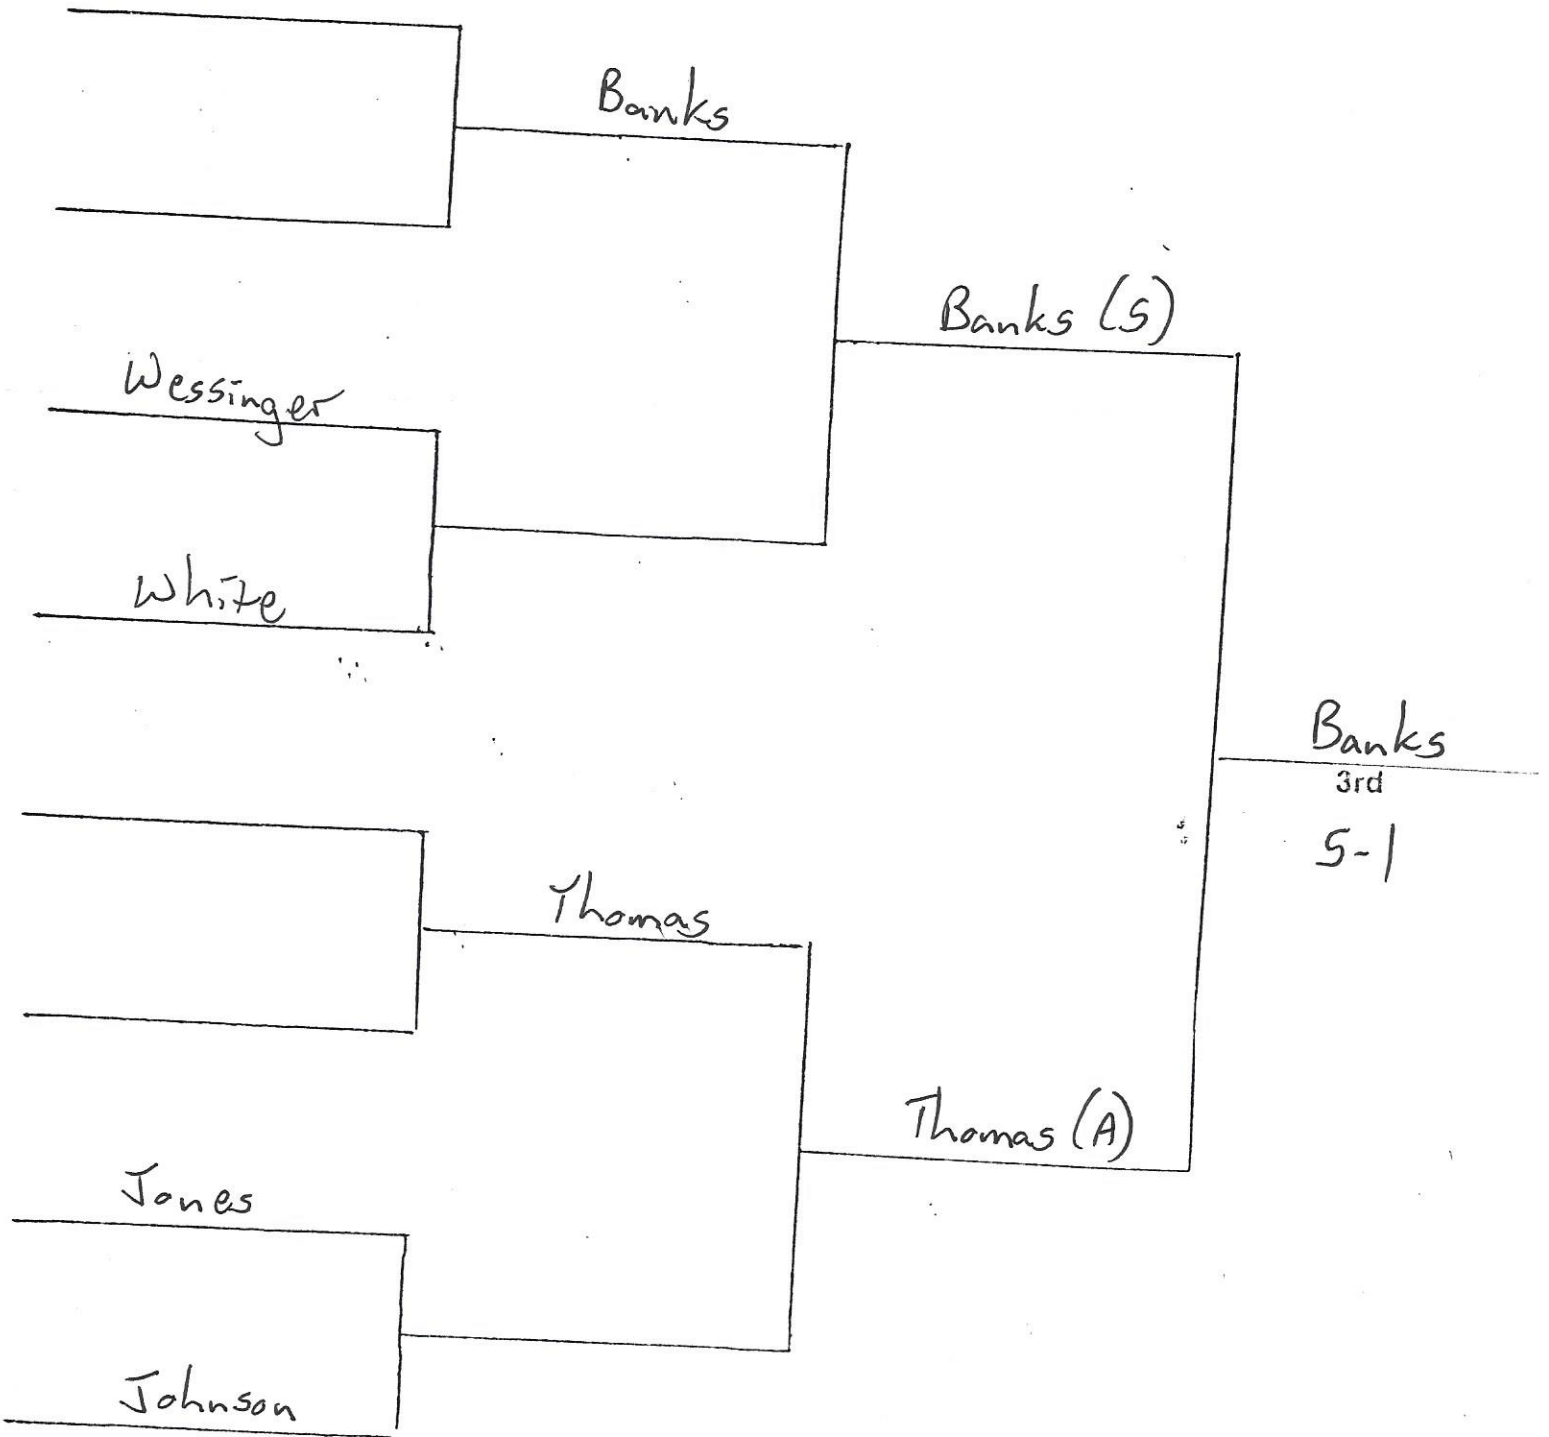 Banks
Banks (S)
Wessinger
White
Banks
3rd
5-1
Thomas
Thomas (A)
Jones
Johnson